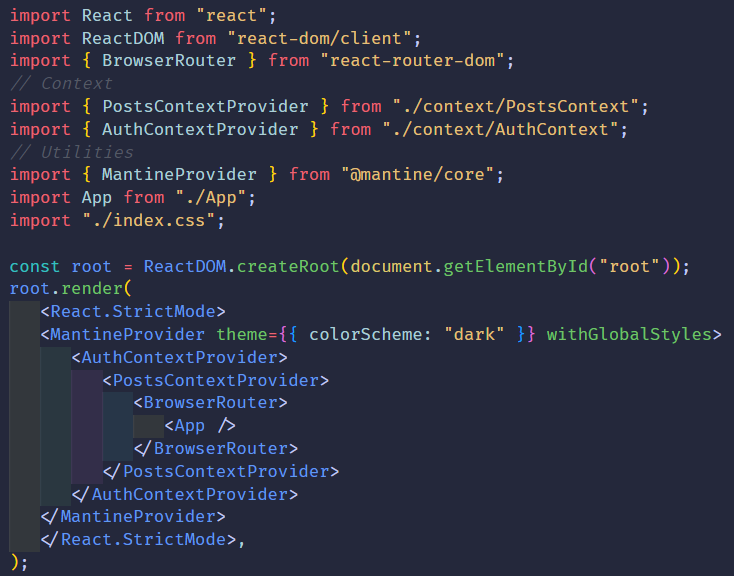 import React from "react";
import ReactDOM from "react-dom/client";
import { BrowserRouter } from "react-router-dom";
// Context
import { PostsContextProvider } from "./context/PostsContext";
import { AuthContextProvider } from "./context/AuthContext";
// Utilities
import { MantineProvider } from "@mantine/core";
import App from "./App";
import "./index.css";

const root = ReactDOM.createRoot(document.getElementById("root"));
root.render(
    <React.StrictMode>
    <MantineProvider theme={{ colorScheme: "dark" }} withGlobalStyles>
        <AuthContextProvider>
            <PostsContextProvider>
                <BrowserRouter>
                    <App />
                </BrowserRouter>
            </PostsContextProvider>
        </AuthContextProvider>
    </MantineProvider>
    </React.StrictMode>,
);